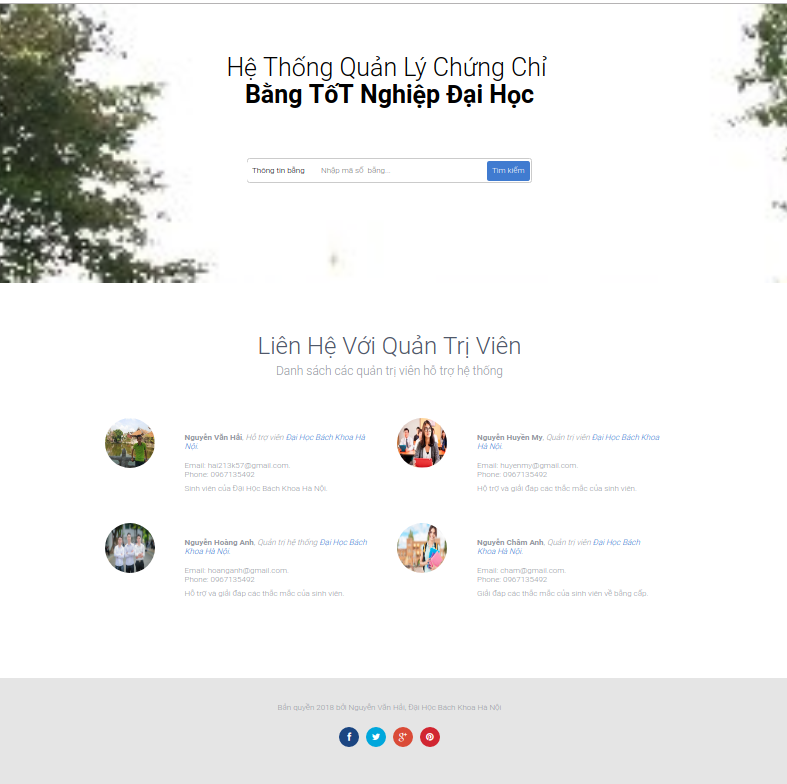 Hệ Thống Quản Lý Chứng Chỉ
Bằng TốT Nghiệp Đại Học
Thông tin bằng Nhập mã số bằng... Tìm kiếm
Liên Hệ Với Quản Trị Viên
Danh sách các quản trị viên hỗ trợ hệ thống
Nguyễn Văn Hải, Hỗ trợ viên Đại Học Bách Khoa Hà
Nội.
Email: hai213k57@gmail.com.
Phone: 0967135492
Sinh viên của Đại Học Bách Khoa Hà Nội.
Nguyễn Huyền My, Quản trị viên Đại Học Bách Khoa
Hà Nội.
Email: huyenmy@gmail.com.
Phone: 0967135492
Hỗ trợ và giải đáp các thắc mắc của sinh viên.
Nguyễn Hoàng Anh, Quản trị hệ thống Đại Học Bách
Khoa Hà Nội.
Email: hoanganh@gmail.com.
Phone: 0967135492
Hỗ trợ và giải đáp các thắc mắc của sinh viên.
Nguyễn Châm Anh, Quản trị viên Đại Học Bách
Khoa Hà Nội.
Email: cham@gmail.com.
Phone: 0967135492
Giải đáp các thắc mắc của sinh viên về bằng cấp.
Bản quyền 2018 bởi Nguyễn Văn Hải, Đại Học Bách Khoa Hà Nội